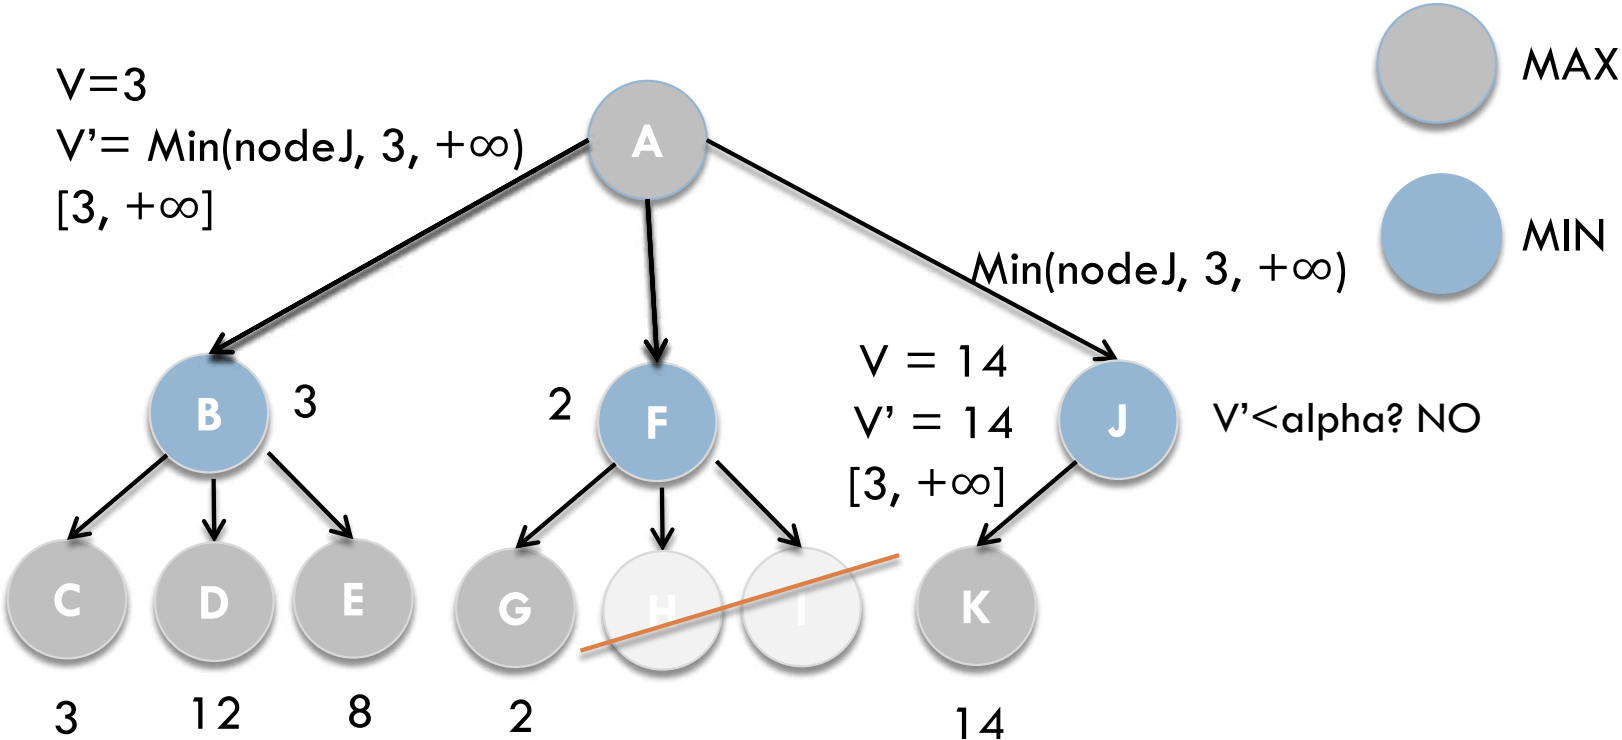 MAX
V=3
V'= Min(nodeJ, 3, +∞)
[3, +∞]
A
MIN
Min(nodeJ, 3, +∞)
V = 14
V' = 14
[3, +∞]
B
3
2
F
J
V'<alpha? NO
C
D
E
G
H
I
K
3
12
8
2
14